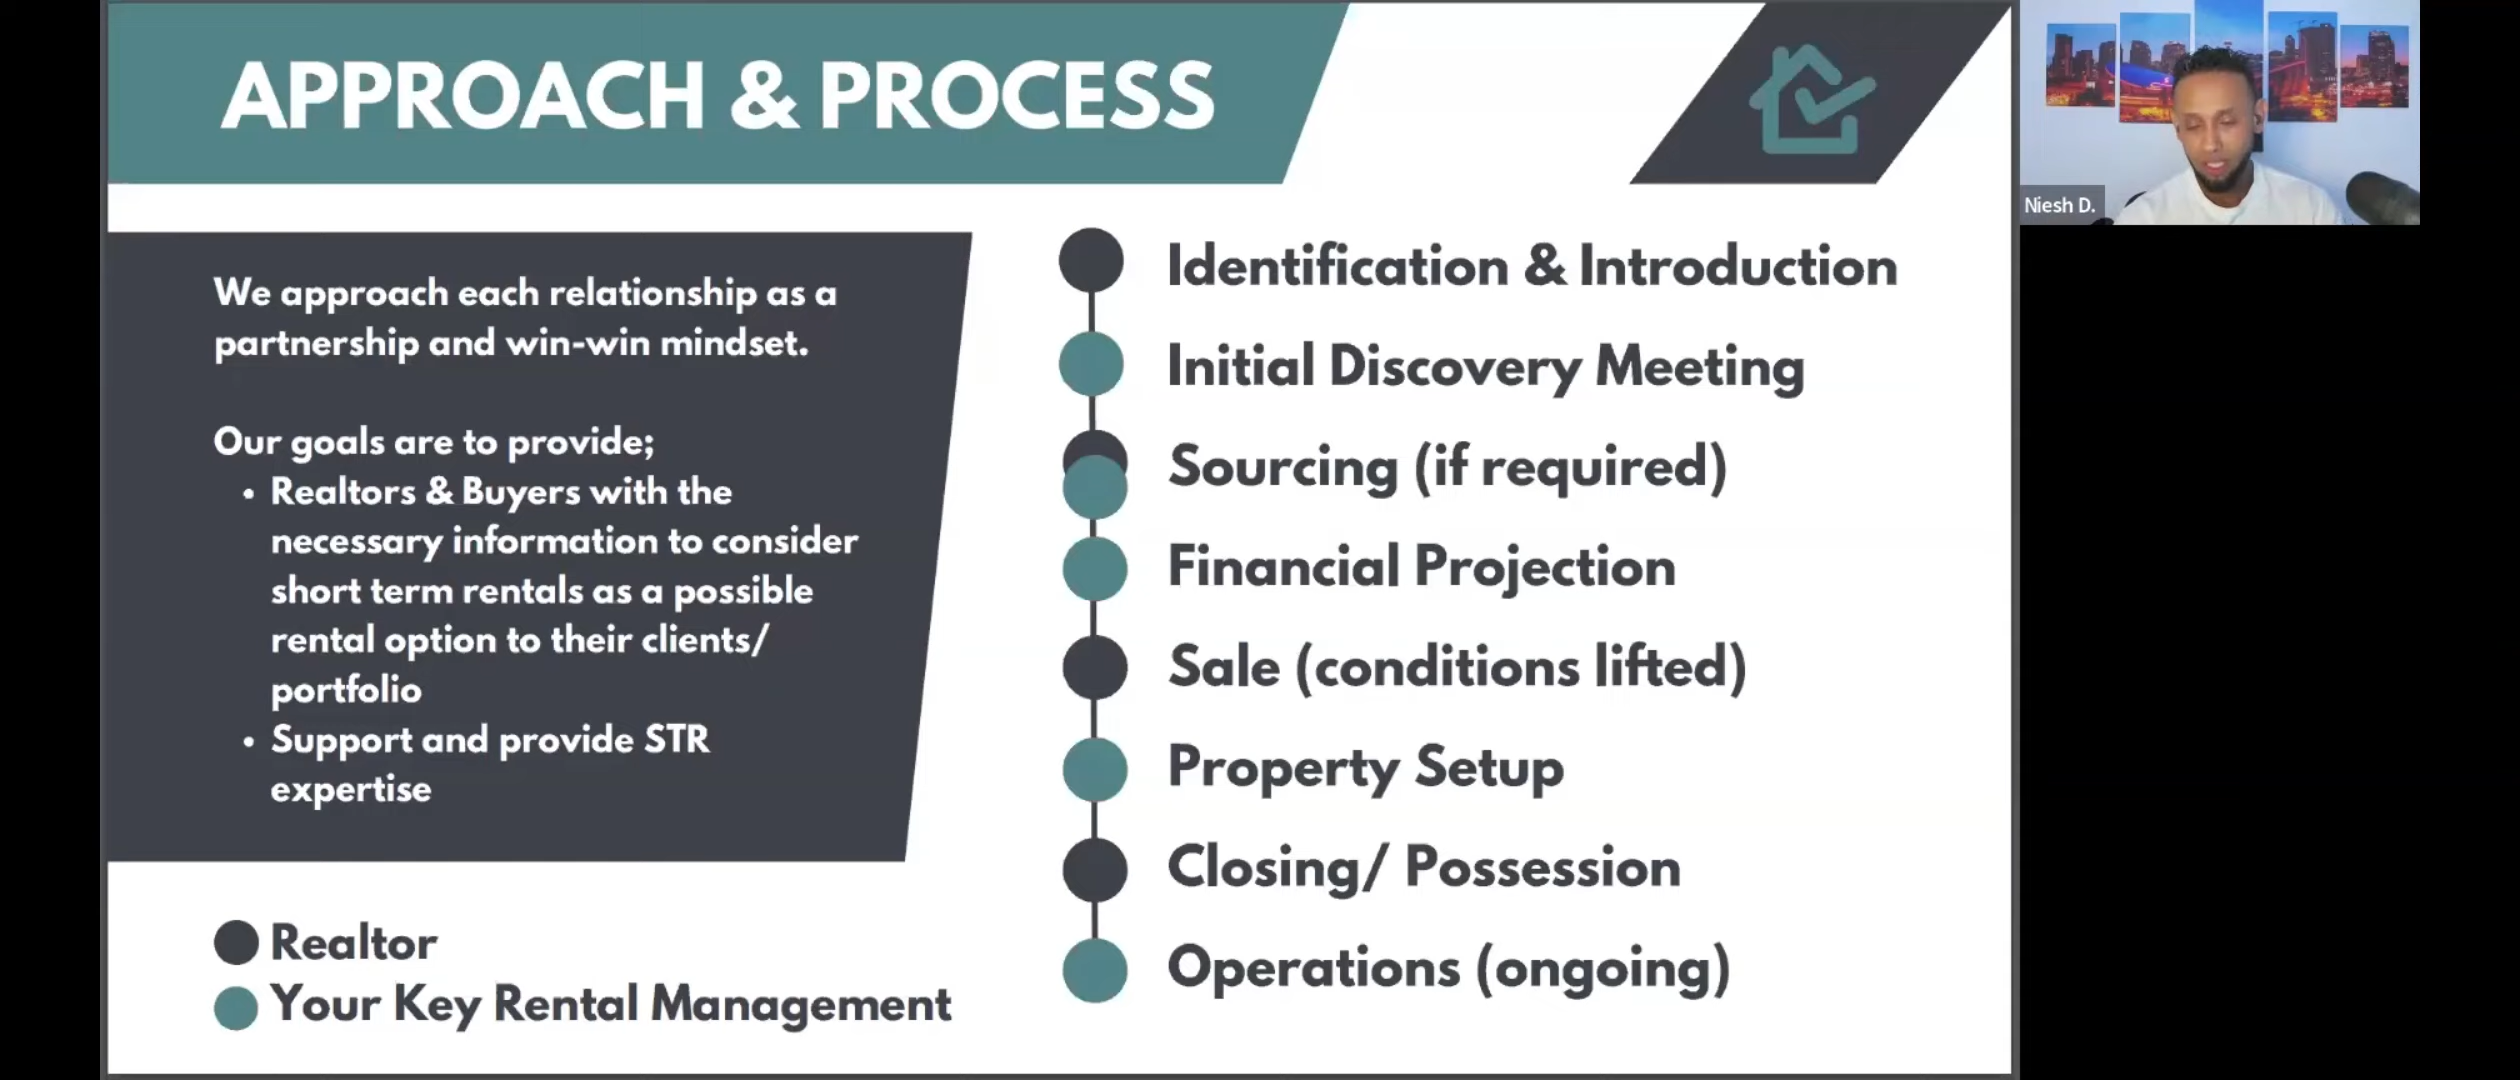 APPROACH & PROCESS
Niesh D.
We approach each relationship as a
partnership and win-win mindset.
Our goals are to provide;
• Realtors & Buyers with the
necessary information to consider
short term rentals as a possible
rental option to their clients/
portfolio
• Support and provide STR
expertise
Realtor
Your Key Rental Management
Identification & Introduction
Initial Discovery Meeting
Sourcing (if required)
Financial Projection
Sale (conditions lifted)
Property Setup
Closing/ Possession
Operations (ongoing)